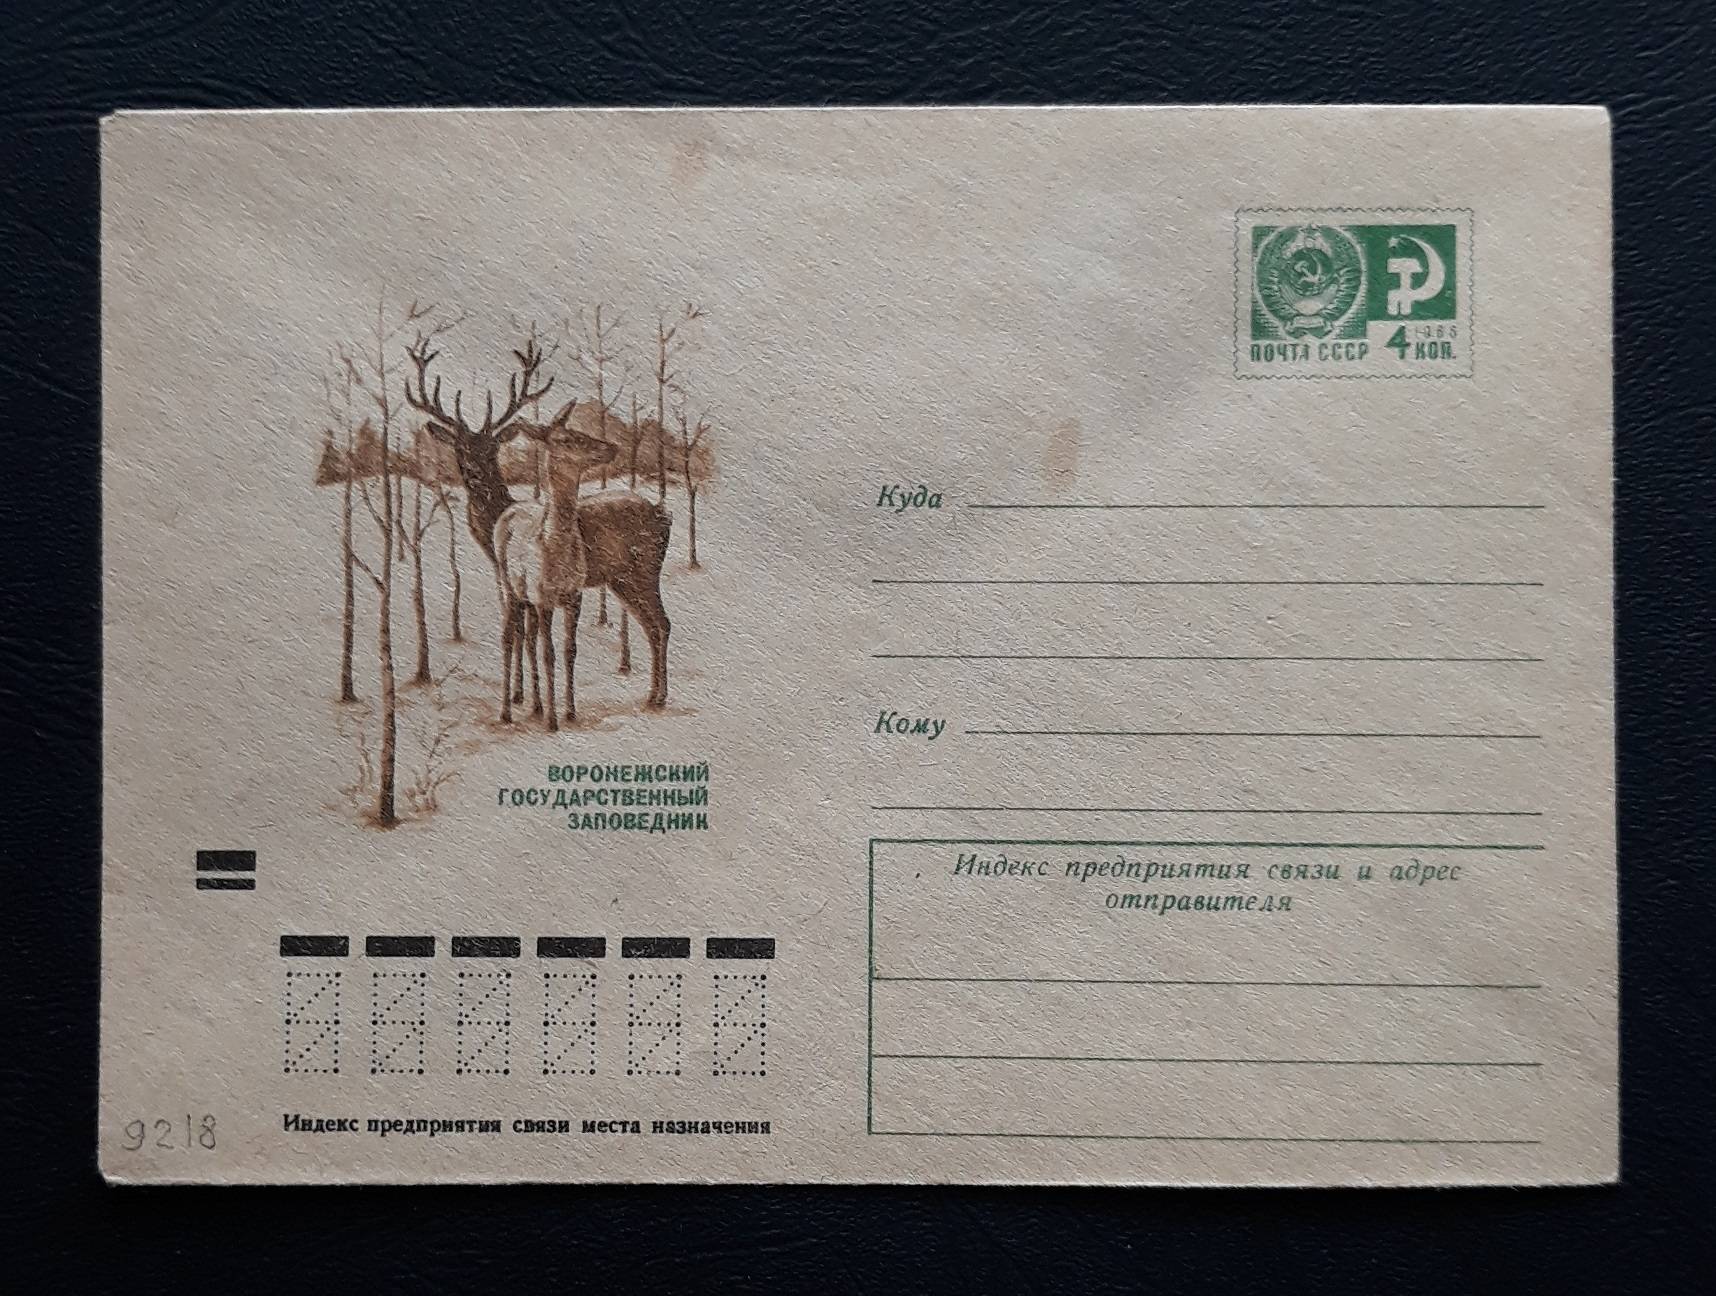 1966
ПОЧТА СССР 4 КОП.
Куда
Кому
ВОРОНЕЖСКИЙ
ГОСУДАРСТВЕННЫЙ
ЗАПОВЕДНИК
Индекс предприятия связи и адрес
отправителя
Индекс предприятия связи места назначения
9218